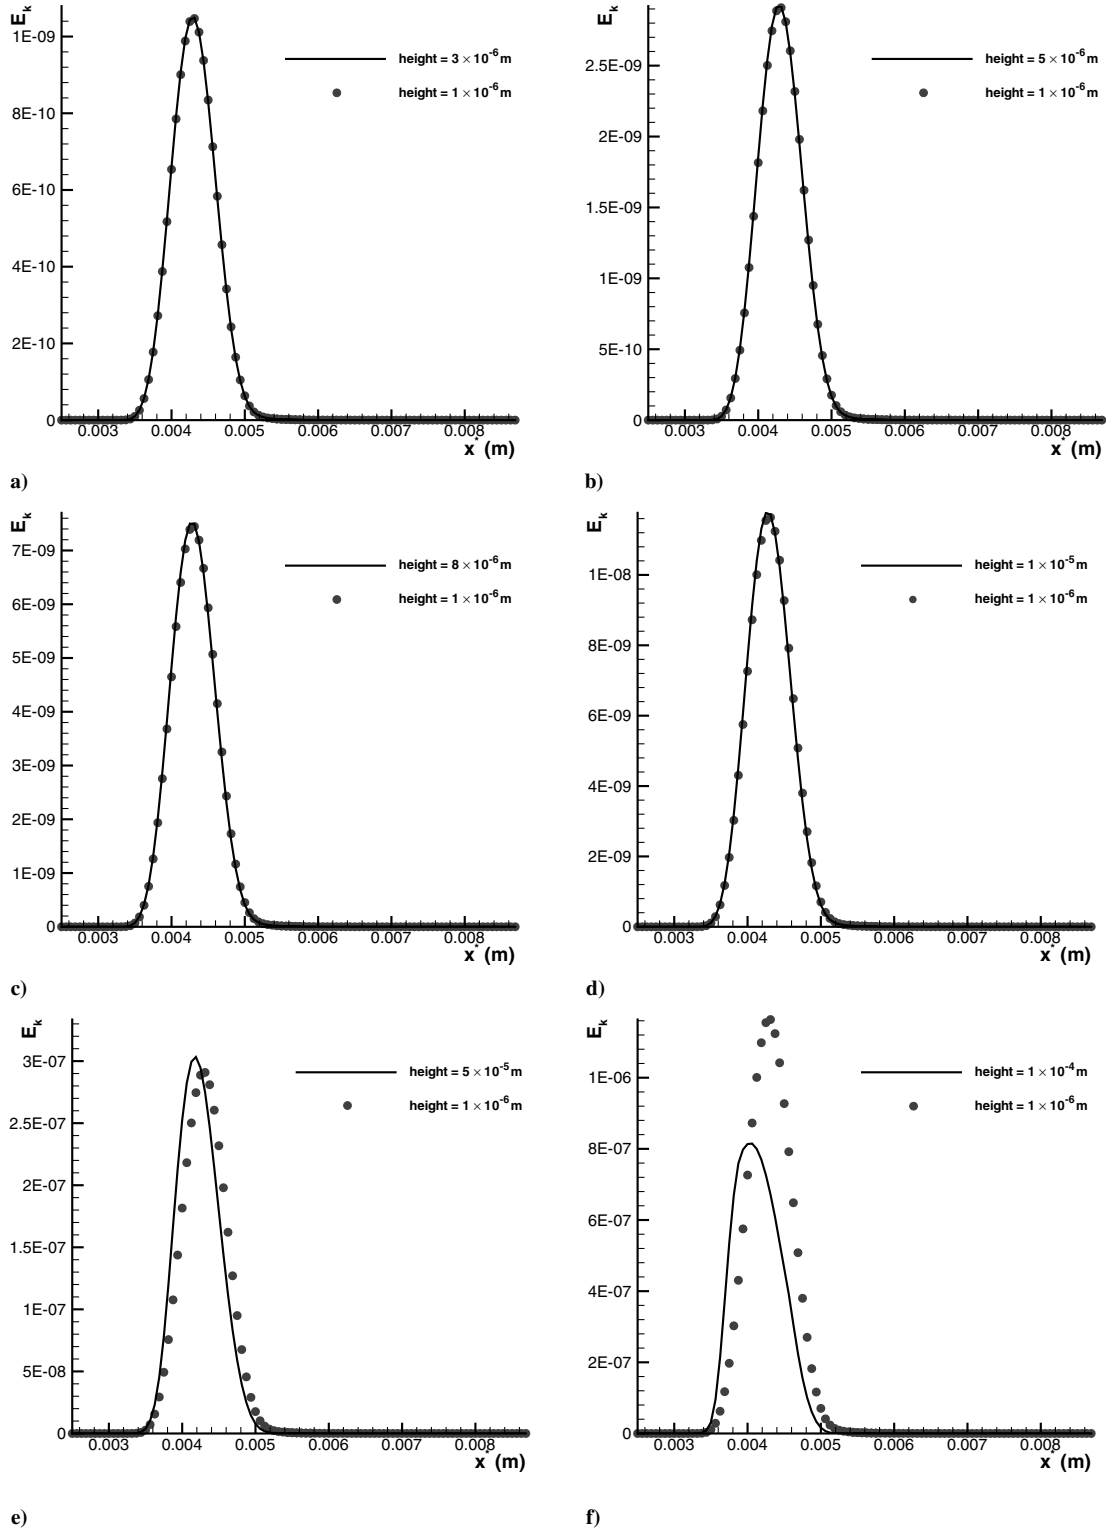 E_k
1E-09
8E-10
6E-10
4E-10
2E-10
0
height = 3 × 10^-6 m
height = 1 × 10^-6 m
0.003 0.004 0.005 0.006 0.007 0.008
x* (m)
a)
E_k
2.5E-09
2E-09
1.5E-09
1E-09
5E-10
0
height = 5 × 10^-6 m
height = 1 × 10^-6 m
0.003 0.004 0.005 0.006 0.007 0.008
x* (m)
b)
E_k
7E-09
6E-09
5E-09
4E-09
3E-09
2E-09
1E-09
0
height = 8 × 10^-6 m
height = 1 × 10^-6 m
0.003 0.004 0.005 0.006 0.007 0.008
x* (m)
c)
E_k
1E-08
8E-09
6E-09
4E-09
2E-09
0
height = 1 × 10^-5 m
height = 1 × 10^-6 m
0.003 0.004 0.005 0.006 0.007 0.008
x* (m)
d)
E_k
3E-07
2.5E-07
2E-07
1.5E-07
1E-07
5E-08
0
height = 5 × 10^-5 m
height = 1 × 10^-6 m
0.003 0.004 0.005 0.006 0.007 0.008
x* (m)
e)
E_k
1E-06
8E-07
6E-07
4E-07
2E-07
0
height = 1 × 10^-4 m
height = 1 × 10^-6 m
0.003 0.004 0.005 0.006 0.007 0.008
x* (m)
f)